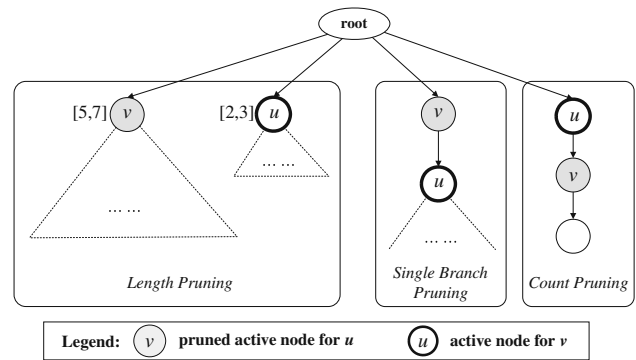 root
[5,7] v [2,3] u v u
... ... u v
... ... ... ...
Length Pruning Single Branch Pruning Count Pruning
Legend: v pruned active node for u u active node for v